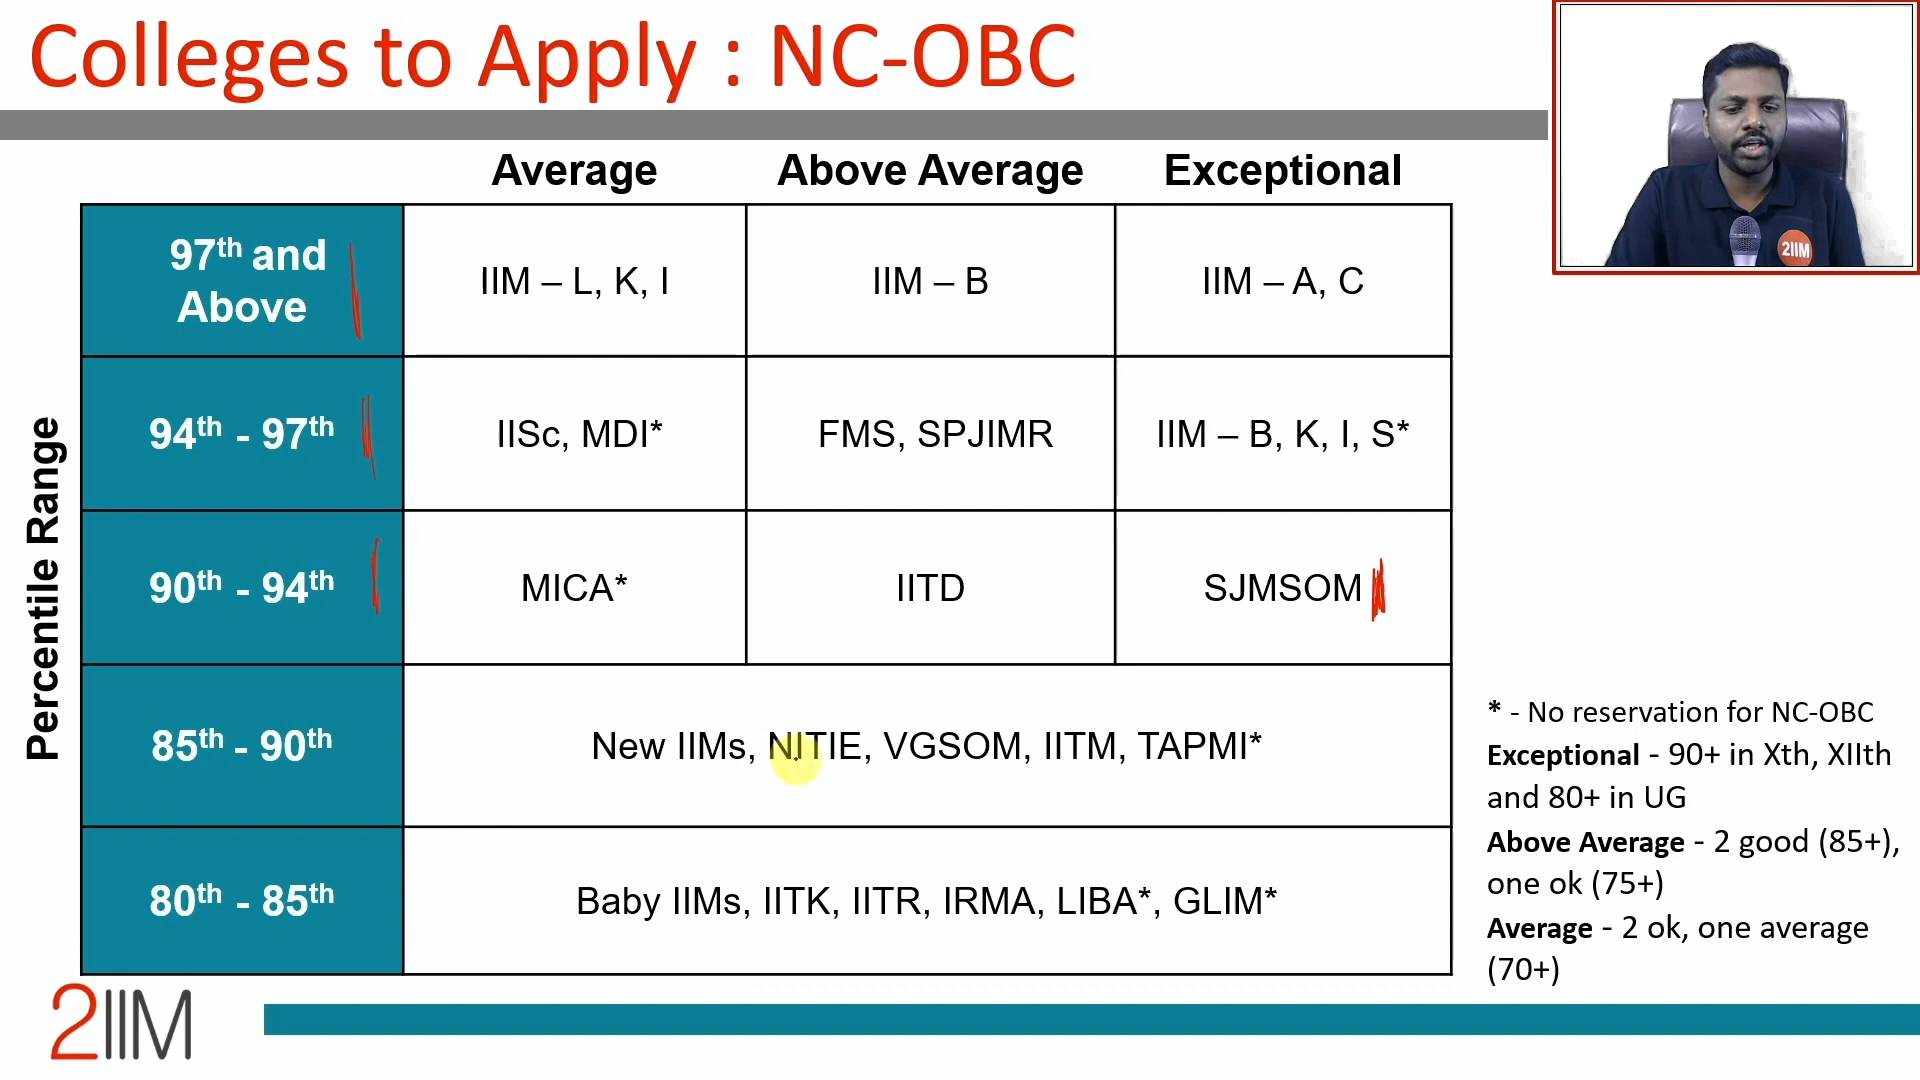 Colleges to Apply : NC-OBC
Average Above Average Exceptional
97th and
Above
IIM – L, K, I
IIM – B
IIM – A, C
94th - 97th
IISc, MDI*
FMS, SPJIMR
IIM – B, K, I, S*
90th - 94th
MICA*
IITD
SJMSOM
85th - 90th
New IIMs, NITIE, VGSOM, IITM, TAPMI*
80th - 85th
Baby IIMs, IITK, IITR, IRMA, LIBA*, GLIM*
Percentile Range
* - No reservation for NC-OBC
Exceptional - 90+ in Xth, XIIth
and 80+ in UG
Above Average - 2 good (85+),
one ok (75+)
Average - 2 ok, one average
(70+)
2IIM
2IIM